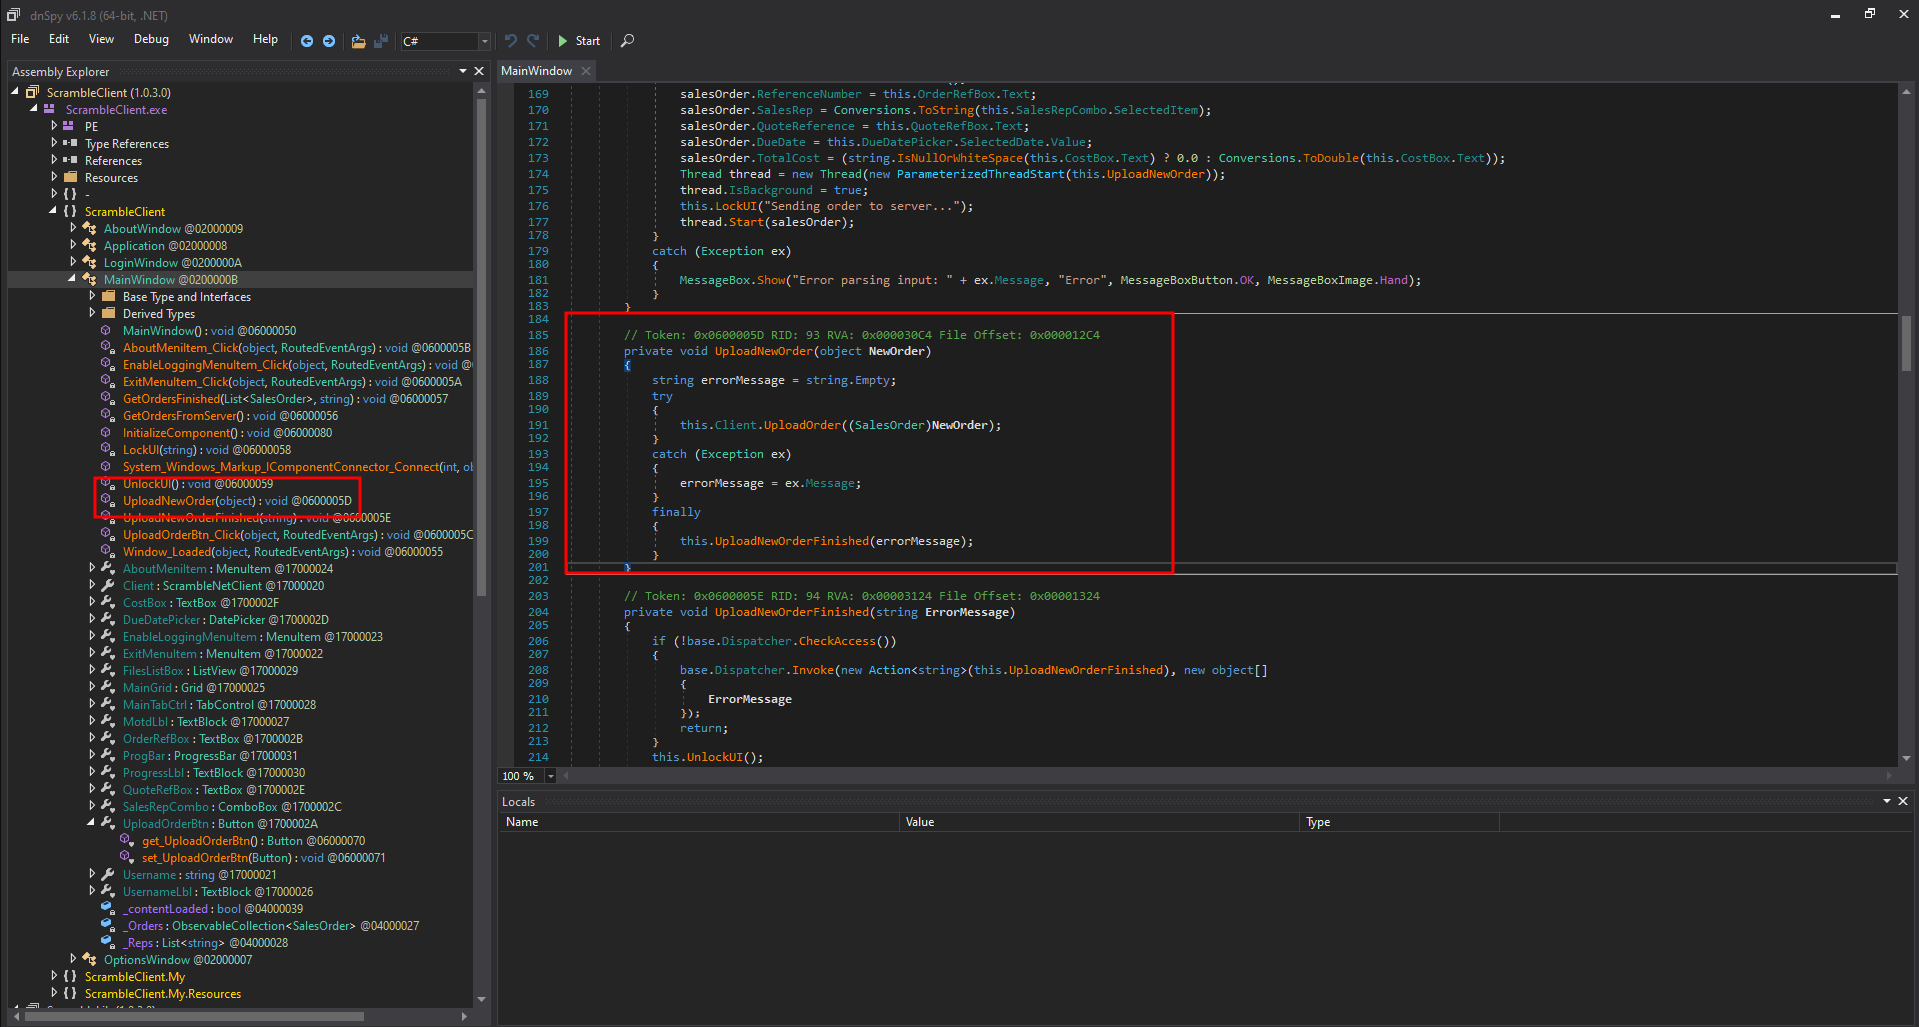 dnSpy v6.1.8 (64-bit, .NET)
File Edit View Debug Window Help C# Start
Assembly Explorer
ScrambleClient (1.0.3.0)
ScrambleClient.exe
PE
Type References
References
Resources
{ } -
{ } ScrambleClient
AboutWindow @02000009
Application @02000008
LoginWindow @0200000A
MainWindow @0200000B
Base Type and Interfaces
Derived Types
MainWindow() : void @06000050
AboutMeniItem_Click(object, RoutedEventArgs) : void @0600005B
EnableLoggingMenuItem_Click(object, RoutedEventArgs) : void @0
ExitMenuItem_Click(object, RoutedEventArgs) : void @0600005A
GetOrdersFinished(List<SalesOrder>, string) : void @06000057
GetOrdersFromServer() : void @06000056
InitializeComponent() : void @06000080
LockUI(string) : void @06000058
System_Windows_Markup_IComponentConnector_Connect(int, ob
UnlockUI() : void @06000059
UploadNewOrder(object) : void @0600005D
UploadNewOrderFinished(string) : void @0600005E
UploadOrderBtn_Click(object, RoutedEventArgs) : void @0600005C
Window_Loaded(object, RoutedEventArgs) : void @06000055
AboutMeniItem : MenuItem @17000024
Client : ScrambleNetClient @17000020
CostBox : TextBox @1700002F
DueDatePicker : DatePicker @1700002D
EnableLoggingMenuItem : MenuItem @17000023
ExitMenuItem : MenuItem @17000022
FilesListBox : ListView @17000029
MainGrid : Grid @17000025
MainTabCtrl : TabControl @17000028
MotdLbl : TextBlock @17000027
OrderRefBox : TextBox @1700002B
ProgBar : ProgressBar @17000031
ProgressLbl : TextBlock @17000030
QuoteRefBox : TextBox @1700002E
SalesRepCombo : ComboBox @1700002C
UploadOrderBtn : Button @1700002A
get_UploadOrderBtn() : Button @06000070
set_UploadOrderBtn(Button) : void @06000071
Username : string @17000021
UsernameLbl : TextBlock @17000026
_contentLoaded : bool @04000039
_Orders : ObservableCollection<SalesOrder> @04000027
_Reps : List<string> @04000028
OptionsWindow @02000007
{ } ScrambleClient.My
{ } ScrambleClient.My.Resources
MainWindow
169 salesOrder.ReferenceNumber = this.OrderRefBox.Text;
170 salesOrder.SalesRep = Conversions.ToString(this.SalesRepCombo.SelectedItem);
171 salesOrder.QuoteReference = this.QuoteRefBox.Text;
172 salesOrder.DueDate = this.DueDatePicker.SelectedDate.Value;
173 salesOrder.TotalCost = (string.IsNullOrWhiteSpace(this.CostBox.Text) ? 0.0 : Conversions.ToDouble(this.CostBox.Text));
174 Thread thread = new Thread(new ParameterizedThreadStart(this.UploadNewOrder));
175 thread.IsBackground = true;
176 this.LockUI("Sending order to server...");
177 thread.Start(salesOrder);
178 }
179 catch (Exception ex)
180 {
181 MessageBox.Show("Error parsing input: " + ex.Message, "Error", MessageBoxButton.OK, MessageBoxImage.Hand);
182 }
183 }
184
185 // Token: 0x0600005D RID: 93 RVA: 0x000030C4 File Offset: 0x000012C4
186 private void UploadNewOrder(object NewOrder)
187 {
188 string errorMessage = string.Empty;
189 try
190 {
191 this.Client.UploadOrder((SalesOrder)NewOrder);
192 }
193 catch (Exception ex)
194 {
195 errorMessage = ex.Message;
196 }
197 finally
198 {
199 this.UploadNewOrderFinished(errorMessage);
200 }
201 }
202
203 // Token: 0x0600005E RID: 94 RVA: 0x00003124 File Offset: 0x00001324
204 private void UploadNewOrderFinished(string ErrorMessage)
205 {
206 if (!base.Dispatcher.CheckAccess())
207 {
208 base.Dispatcher.Invoke(new Action<string>(this.UploadNewOrderFinished), new object[]
209 {
210 ErrorMessage
211 });
212 return;
213 }
214 this.UnlockUI();
100 %
Locals
Name Value Type